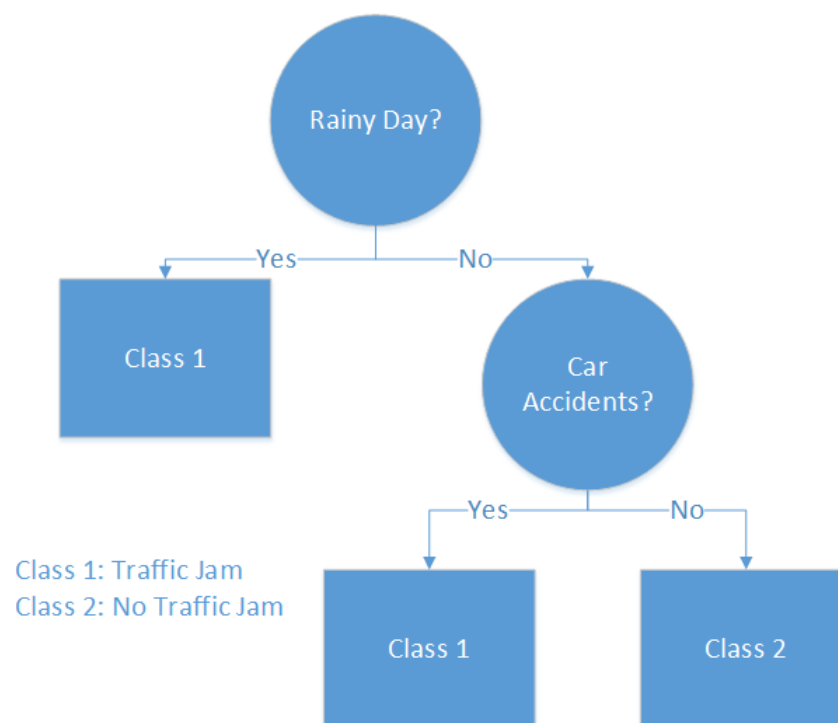 Rainy Day?
Yes
No
Class 1
Car
Accidents?
Yes
No
Class 1: Traffic Jam
Class 2: No Traffic Jam
Class 1
Class 2